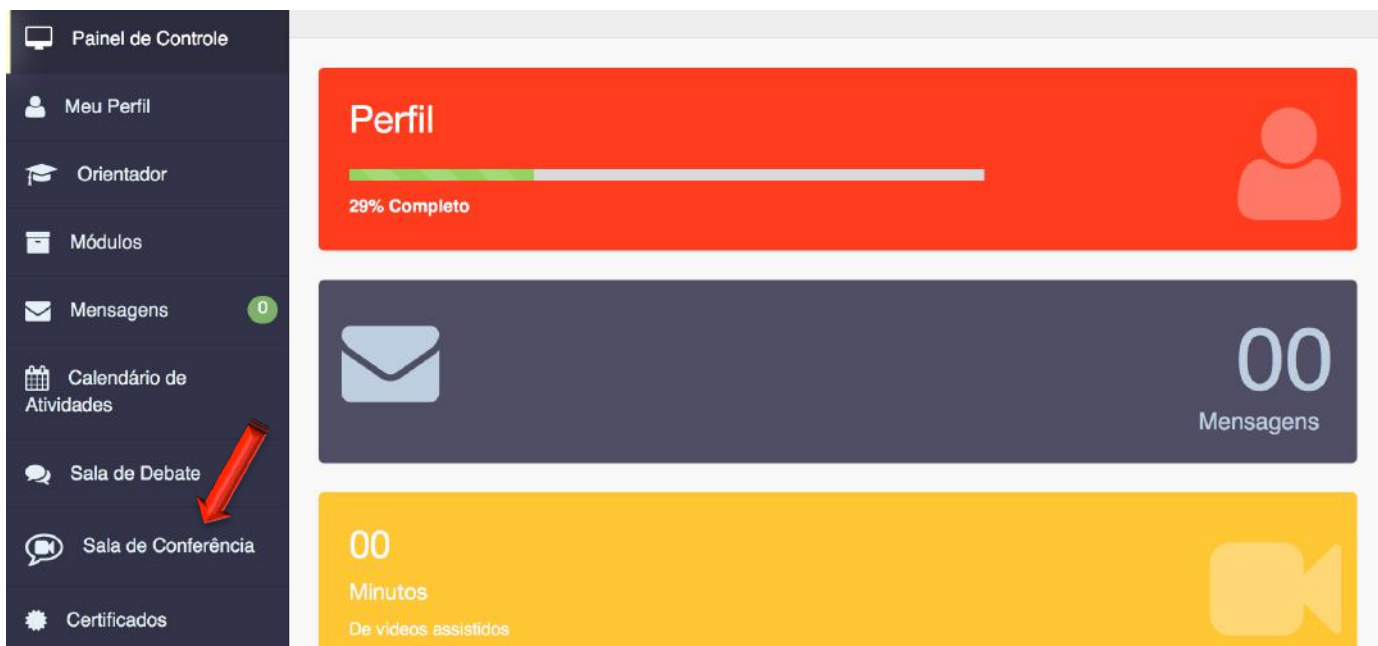 Painel de Controle
Meu Perfil
Orientador
Módulos
Mensagens 0
Calendário de
Atividades
Sala de Debate
Sala de Conferência
Certificados
Perfil
29% Completo
00
Mensagens
00
Minutos
De videos assistidos